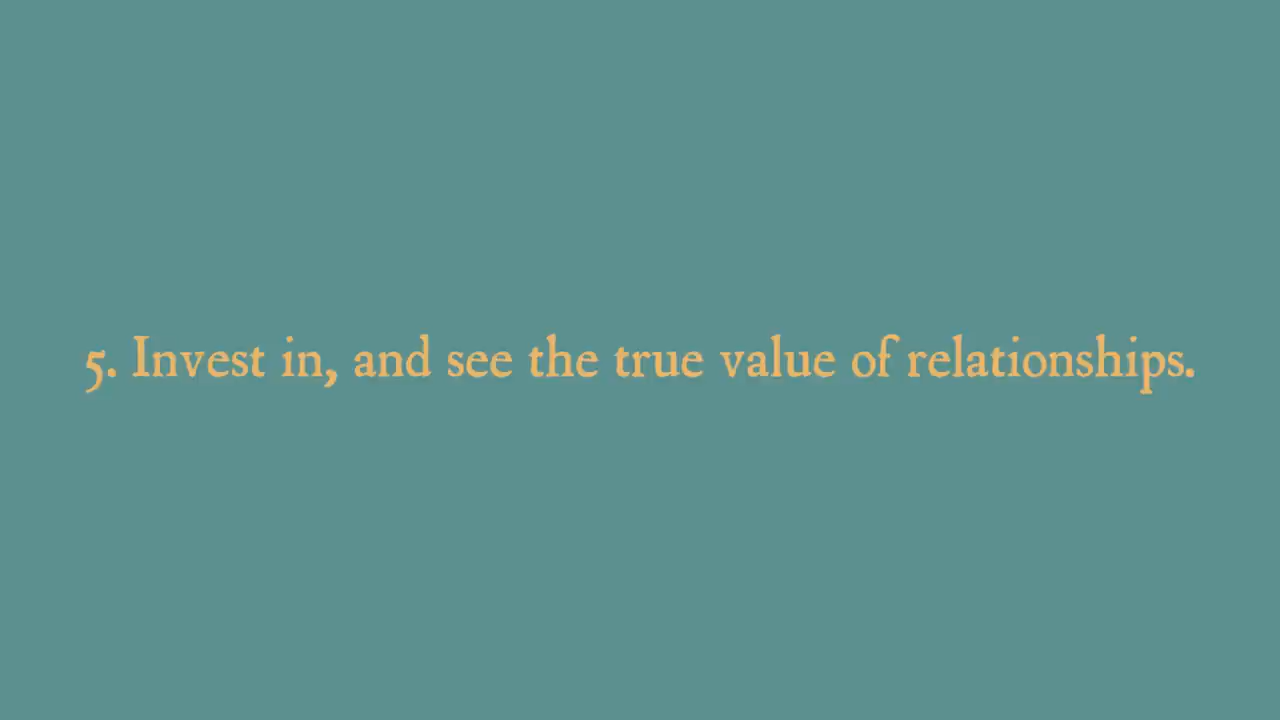 5. Invest in, and see the true value of relationships.